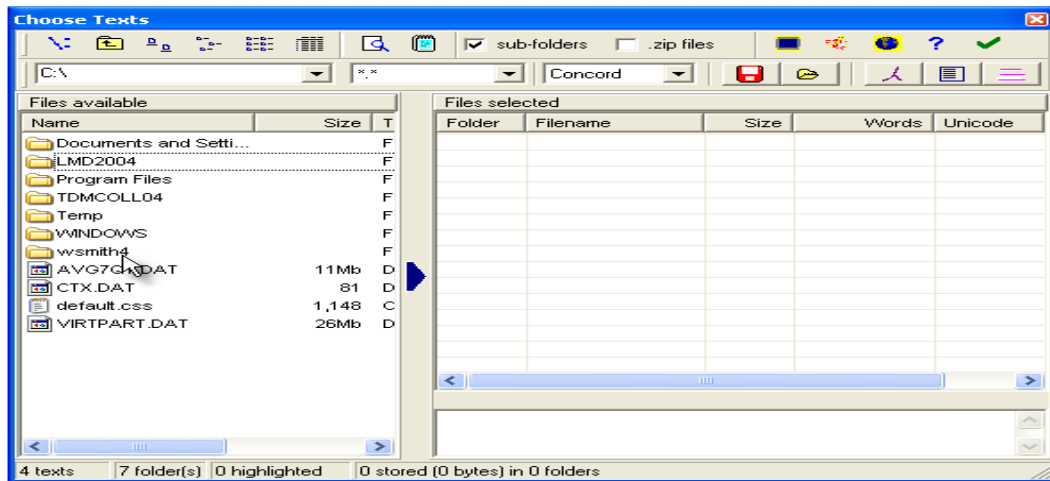 Choose Texts
sub-folders .zip files ?
C:\ *.* Concord
Files available Files selected
Name Size T Folder Filename Size Words Unicode
Documents and Setti... F
LMD2004 F
Program Files F
TDMCOLL04 F
Temp F
WINDOWS F
wsmith4 F
11Mb D
CTX.DAT 81 D
default.css 1,148 C
VIRTPART.DAT 26Mb D
4 texts 7 folder(s) 0 highlighted 0 stored (0 bytes) in 0 folders